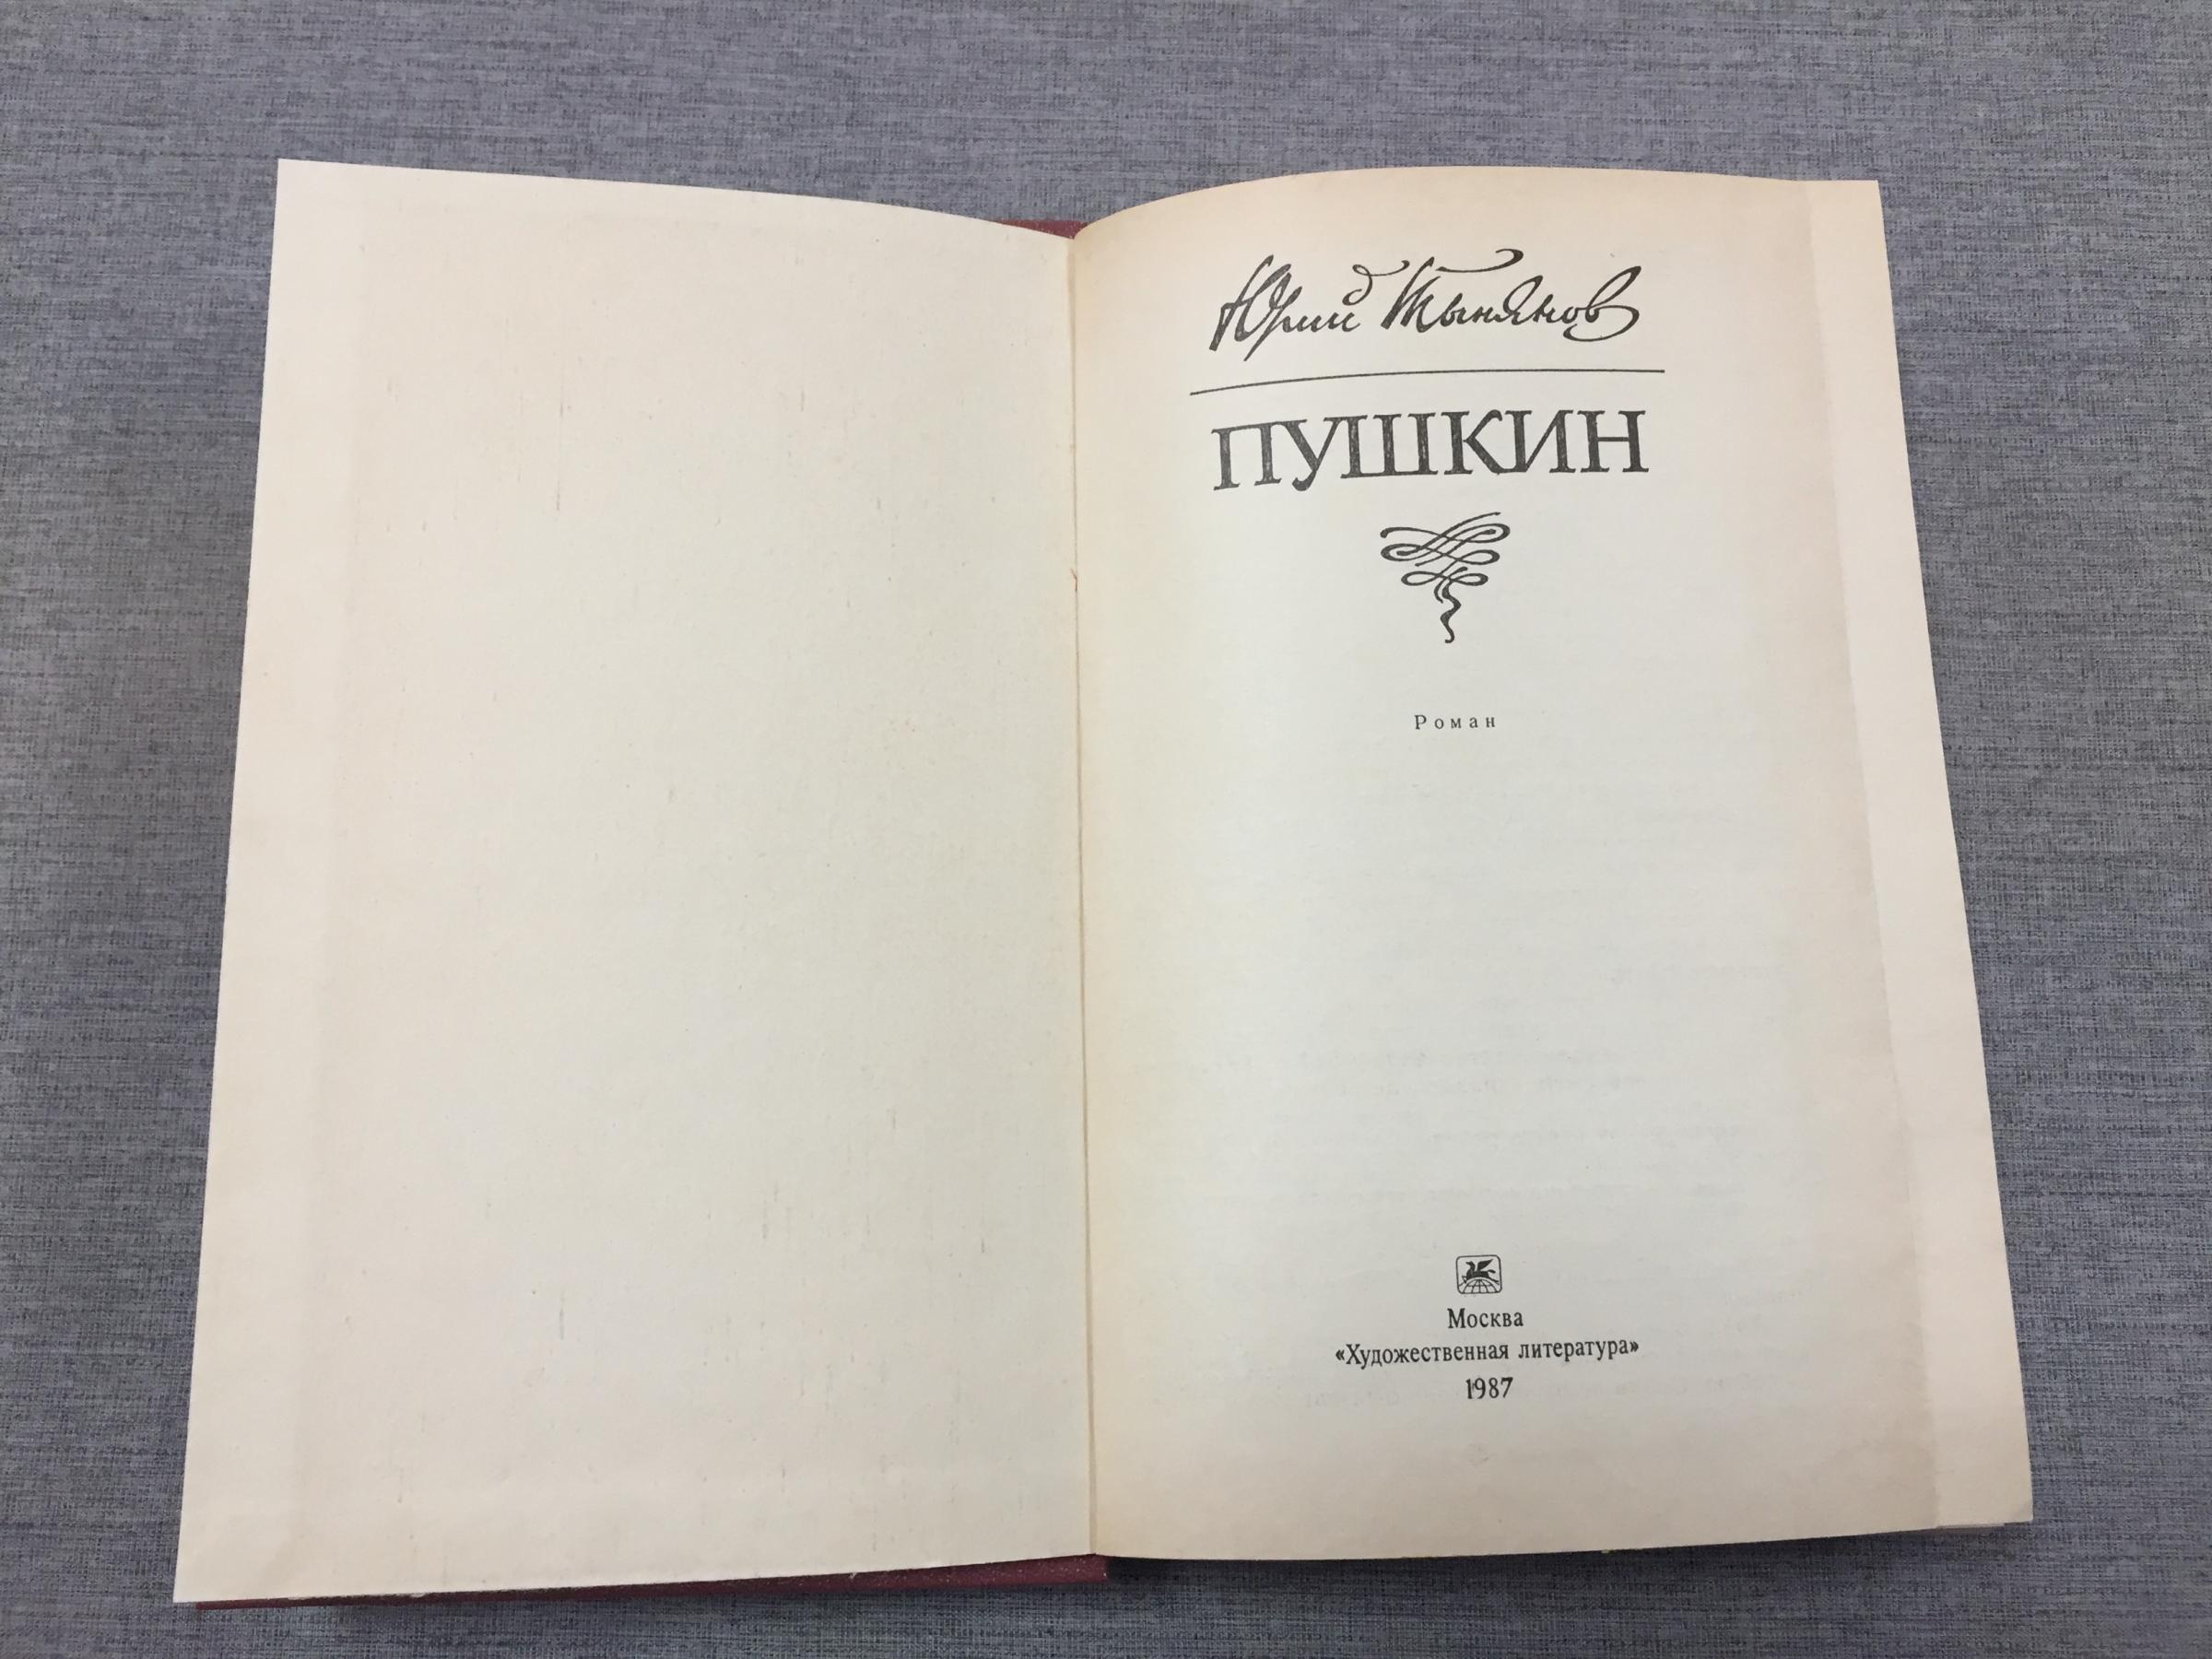 Юрий Тынянов
ПУШКИН
Роман
Москва
«Художественная литература»
1987